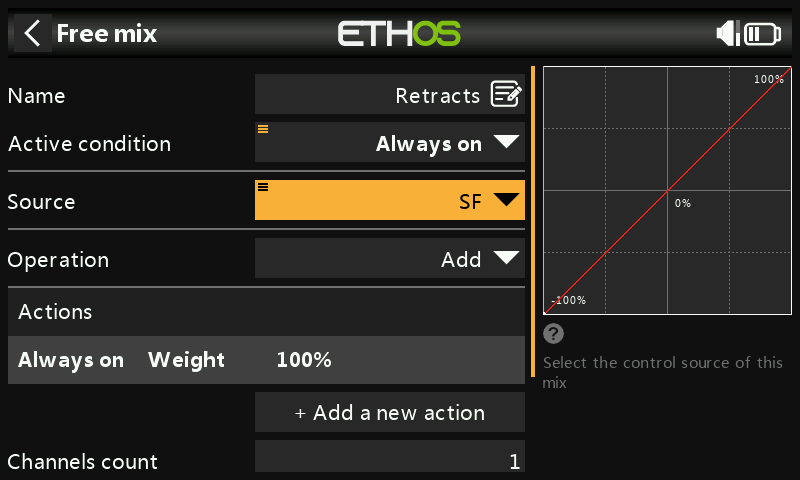 Free mix
ETHOS
Name
Retracts
Active condition
Always on
Source
SF
Operation
Add
Actions
Always on Weight 100%
+ Add a new action
Channels count
1
100%
0%
-100%
?
Select the control source of this
mix